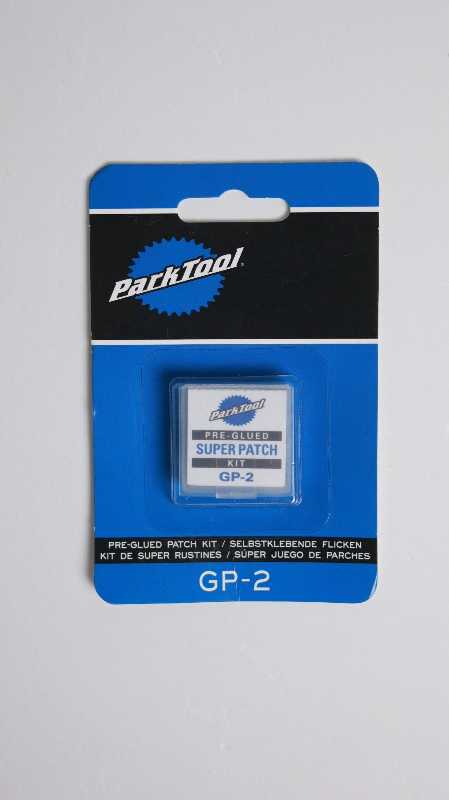 ParkTool
ParkTool
PRE-GLUED
SUPER PATCH
KIT
GP-2
PRE-GLUED PATCH KIT / SELBSTKLEBENDE FLICKEN
KIT DE SUPER RUSTINES / SÚPER JUEGO DE PARCHES
GP-2